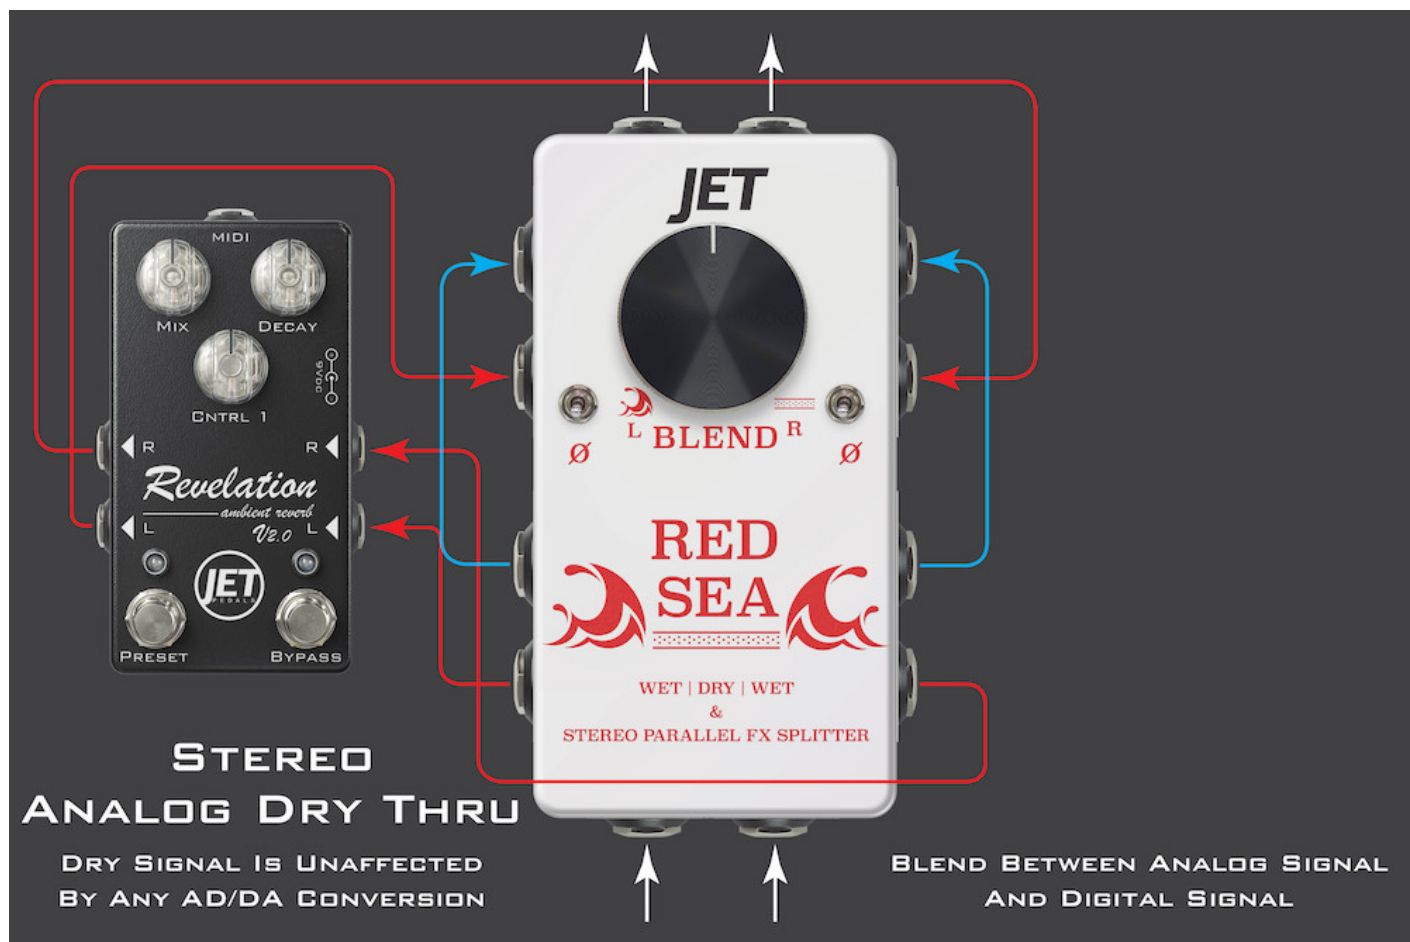 JET
MIDI
MIX
DECAY
9VDC
CNTRL 1
R
R
L BLEND R
Ø
Ø
Revelation
ambient reverb
L
V2.0
L
JET
PEDALS
PRESET
BYPASS
RED
SEA
WET | DRY | WET
&
STEREO PARALLEL FX SPLITTER
STEREO
ANALOG DRY THRU
DRY SIGNAL IS UNAFFECTED
BY ANY AD/DA CONVERSION
BLEND BETWEEN ANALOG SIGNAL
AND DIGITAL SIGNAL